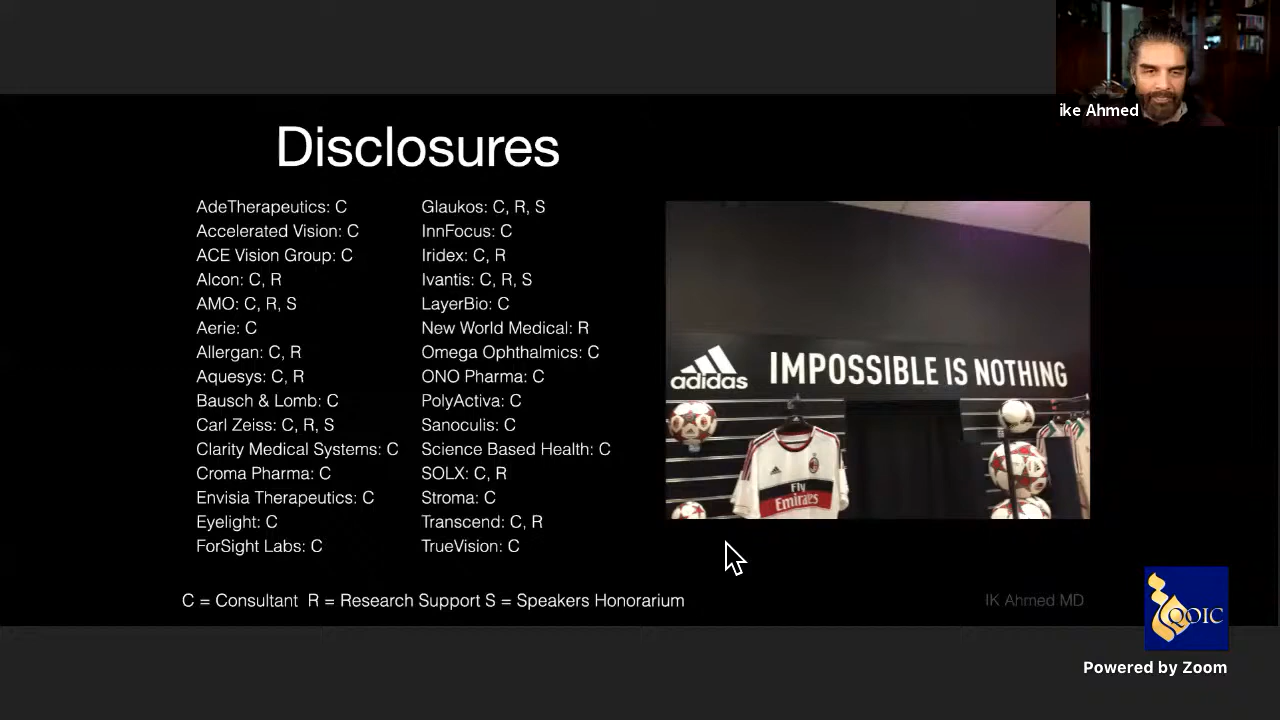 ike Ahmed
Disclosures
AdeTherapeutics: C
Accelerated Vision: C
ACE Vision Group: C
Alcon: C, R
AMO: C, R, S
Aerie: C
Allergan: C, R
Aquesys: C, R
Bausch & Lomb: C
Carl Zeiss: C, R, S
Clarity Medical Systems: C
Croma Pharma: C
Envisia Therapeutics: C
Eyelight: C
ForSight Labs: C
Glaukos: C, R, S
InnFocus: C
Iridex: C, R
Ivantis: C, R, S
LayerBio: C
New World Medical: R
Omega Ophthalmics: C
ONO Pharma: C
PolyActiva: C
Sanoculis: C
Science Based Health: C
SOLX: C, R
Stroma: C
Transcend: C, R
TrueVision: C
adidas
IMPOSSIBLE IS NOTHING
Fly
Emirates
C = Consultant R = Research Support S = Speakers Honorarium
IK Ahmed MD
QOIC
Powered by Zoom